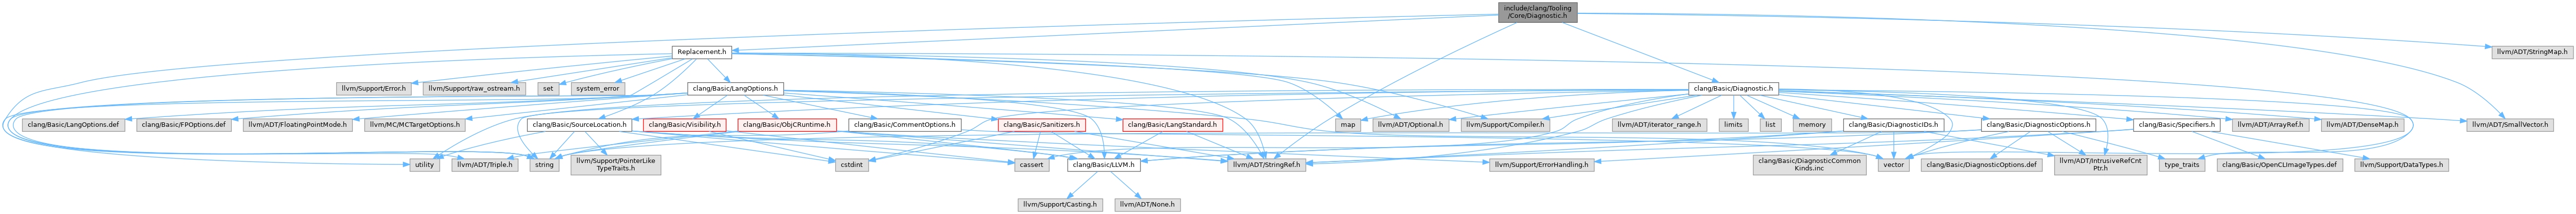 include/clang/Tooling
/Core/Diagnostic.h
Replacement.h
llvm/ADT/StringMap.h
llvm/Support/Error.h
llvm/Support/raw_ostream.h
set
system_error
clang/Basic/LangOptions.h
clang/Basic/Diagnostic.h
clang/Basic/LangOptions.def
clang/Basic/FPOptions.def
llvm/ADT/FloatingPointMode.h
llvm/MC/MCTargetOptions.h
clang/Basic/SourceLocation.h
clang/Basic/Visibility.h
clang/Basic/ObjCRuntime.h
clang/Basic/CommentOptions.h
clang/Basic/Sanitizers.h
clang/Basic/LangStandard.h
map
llvm/ADT/Optional.h
llvm/Support/Compiler.h
llvm/ADT/iterator_range.h
limits
list
memory
clang/Basic/DiagnosticIDs.h
clang/Basic/DiagnosticOptions.h
clang/Basic/Specifiers.h
llvm/ADT/ArrayRef.h
llvm/ADT/DenseMap.h
llvm/ADT/SmallVector.h
utility
llvm/ADT/Triple.h
string
llvm/Support/PointerLike
TypeTraits.h
cstdint
cassert
clang/Basic/LLVM.h
llvm/ADT/StringRef.h
llvm/Support/ErrorHandling.h
clang/Basic/DiagnosticCommon
Kinds.inc
vector
clang/Basic/DiagnosticOptions.def
llvm/ADT/IntrusiveRefCnt
Ptr.h
type_traits
clang/Basic/OpenCLImageTypes.def
llvm/Support/DataTypes.h
llvm/Support/Casting.h
llvm/ADT/None.h